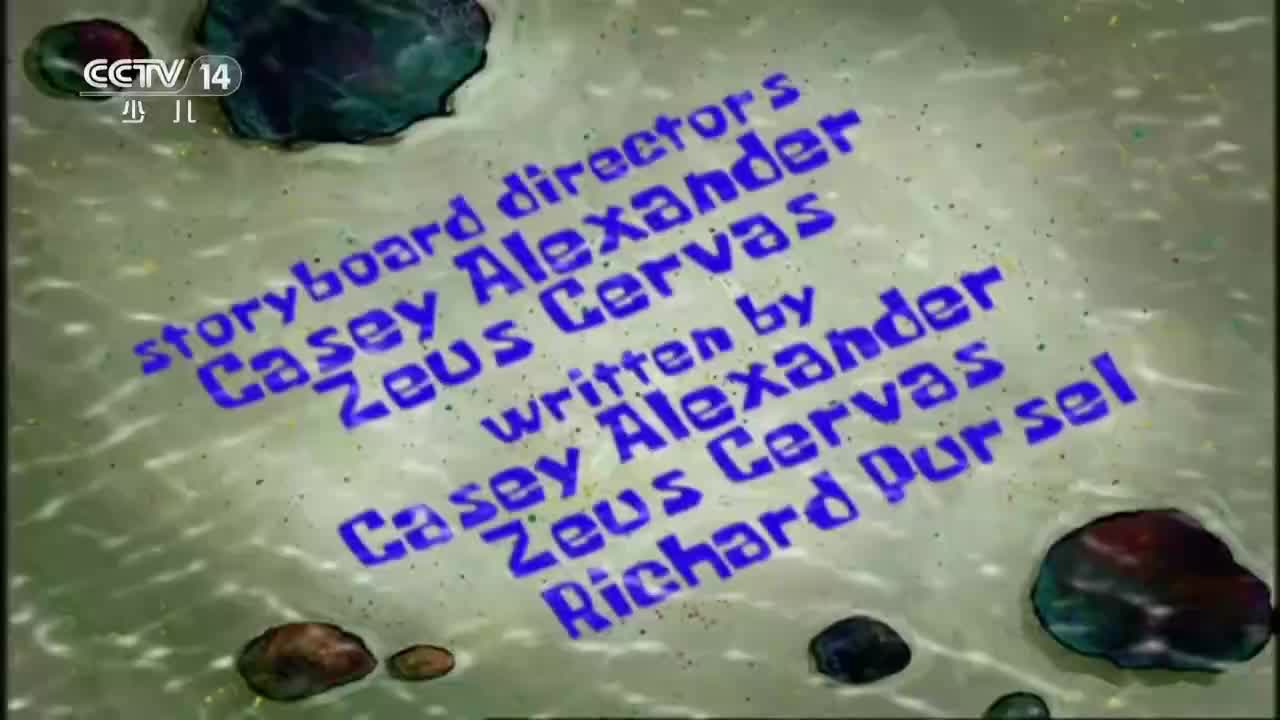 CCTV 14
少儿
storyboard directors
Casey Alexander
Zeus Cervas
written by
Casey Alexander
Zeus Cervas
Richard Pursel